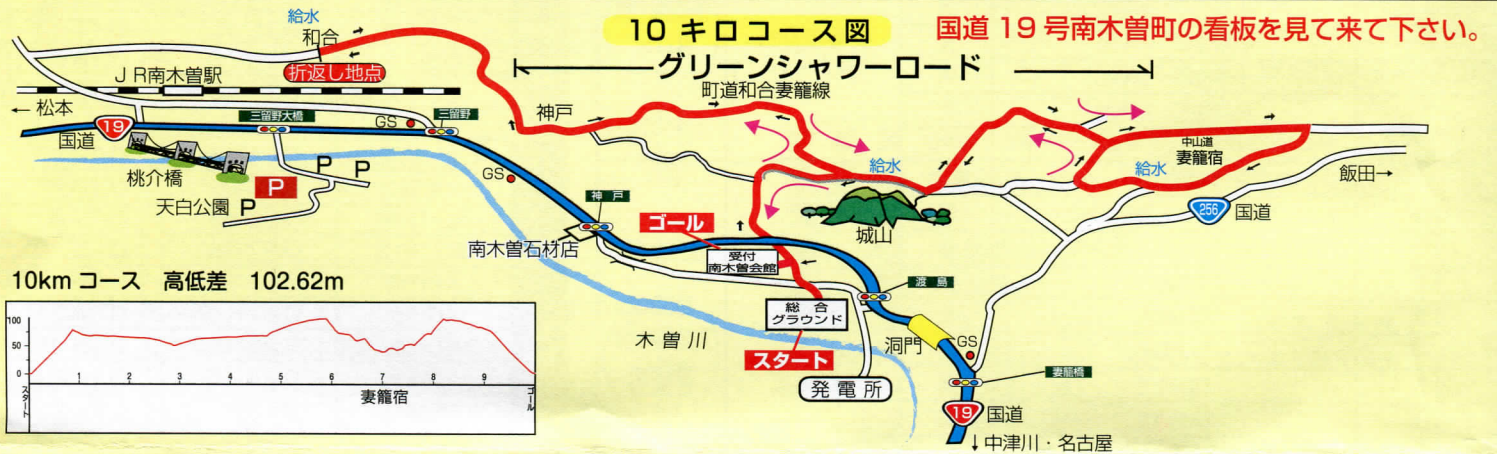 10 キロコース図
国道 19 号南木曽町の看板を見て来て下さい。
グリーンシャワーロード
町道和合妻籠線
給水
和合
折返し地点
ＪＲ南木曽駅
←松本
三留野大橋
GS
三留野
19
国道
桃介橋
P
P
P
天白公園 P
GS
神戸
神戸
南木曽石材店
ゴール
受付
南木曽会館
給水
城山
給水
中山道
妻籠宿
給水
飯田→
256
国道
渡島
総合
グラウンド
スタート
木曽川
発電所
洞門
GS
妻籠橋
19
国道
↓中津川・名古屋
10km コース 高低差 102.62m
100
50
0
1 2 3 4 5 6 7 8 9
スタート
妻籠宿
ゴール